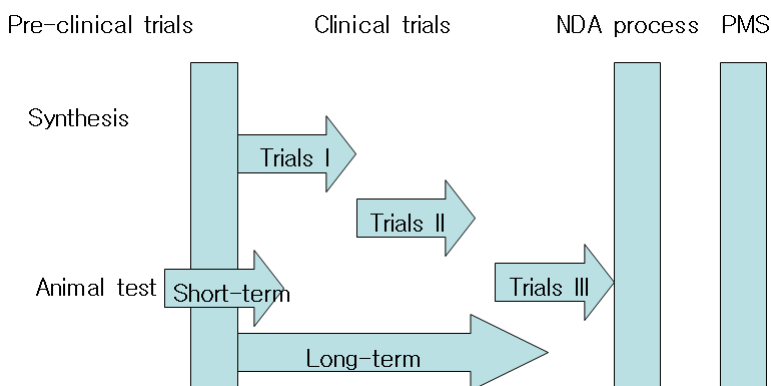 Pre-clinical trials Clinical trials NDA process PMS
Synthesis
Trials I
Trials II
Animal test Short-term Trials III
Long-term